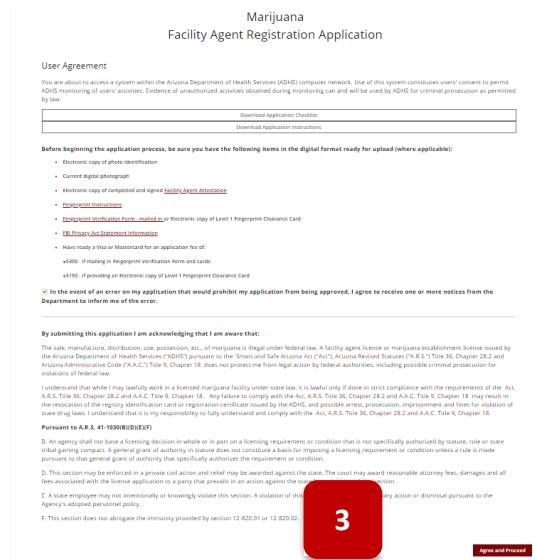 Marijuana
Facility Agent Registration Application
User Agreement
You are about to access a system within the Arizona Department of Health Services (ADHS) computer network. Use of this system constitutes users' consent to permit
ADHS monitoring of users' activities. Evidence of unauthorized activities obtained during monitoring can and will be used by ADHS for criminal prosecution as permitted
by law.
Download Application Checklist
Download Application Instructions
Before beginning the application process, be sure you have the following items in the digital format ready for upload (where applicable):
• Electronic copy of photo identification
• Current digital photograph
• Electronic copy of completed and signed Facility Agent Attestation
• Fingerprint Instructions
• Fingerprint Verification Form - mailed in or Electronic copy of Level 1 Fingerprint Clearance Card
• FBI Privacy Act Statement Information
• Have ready a Visa or Mastercard for an application fee of:
$300 if mailing in Fingerprint Verification Form and cards
$150 if providing an Electronic copy of Level 1 Fingerprint Clearance Card
In the event of an error on my application that would prohibit my application from being approved, I agree to receive one or more notices from the
Department to inform me of the error.
By submitting this application I am acknowledging that I am aware that:
The sale, manufacture, distribution, use, possession, etc., of marijuana is illegal under federal law. A facility agent license or marijuana establishment license issued by
the Arizona Department of Health Services ("ADHS") pursuant to the Smart and Safe Arizona Act ("Act"), Arizona Revised Statutes ("A.R.S.") Title 36, Chapter 28.2 and
Arizona Administrative Code ("A.A.C.") Title 9, Chapter 18 does not protect me from legal action by federal authorities, including possible criminal prosecution for
violations of federal law.
I understand that while I may lawfully work in a licensed marijuana facility under state law, it is lawful only if done in strict compliance with the requirements of the Act,
A.R.S. Title 36, Chapter 28.2 and A.A.C. Title 9, Chapter 18. Any failure to comply with the Act, A.R.S. Title 36, Chapter 28.2 and A.A.C. Title 9, Chapter 18 may result in
the revocation of the registry identification card or registration certificate issued by the ADHS, and possible arrest, prosecution, imprisonment and fines for violation of
state drug laws. I understand that it is my responsibility to fully understand and comply with the Act, A.R.S. Title 36, Chapter 28.2 and A.A.C. Title 9, Chapter 18.
Pursuant to A.R.S. 41-1030(B)(D)(E)(F)
B. An agency shall not base a licensing decision in whole or in part on a licensing requirement or condition that is not specifically authorized by statute, rule or state
tribal gaming compact. A general grant of authority in statute does not constitute a basis for imposing a licensing requirement or condition unless a rule is made
pursuant to that general grant of authority that specifically authorizes the requirement or condition.
D. This section may be enforced in a private civil action and relief may be awarded against the state. The court may award reasonable attorney fees, damages and all
fees associated with the license application to a party that prevails in an action against the state section.
E. A state employee may not intentionally or knowingly violate this section. A violation of this action or dismissal pursuant to the
Agency's adopted personnel policy.
F. This section does not abrogate the immunity provided by section 12-820.01 or 12-820.02.
3
Agree and Proceed